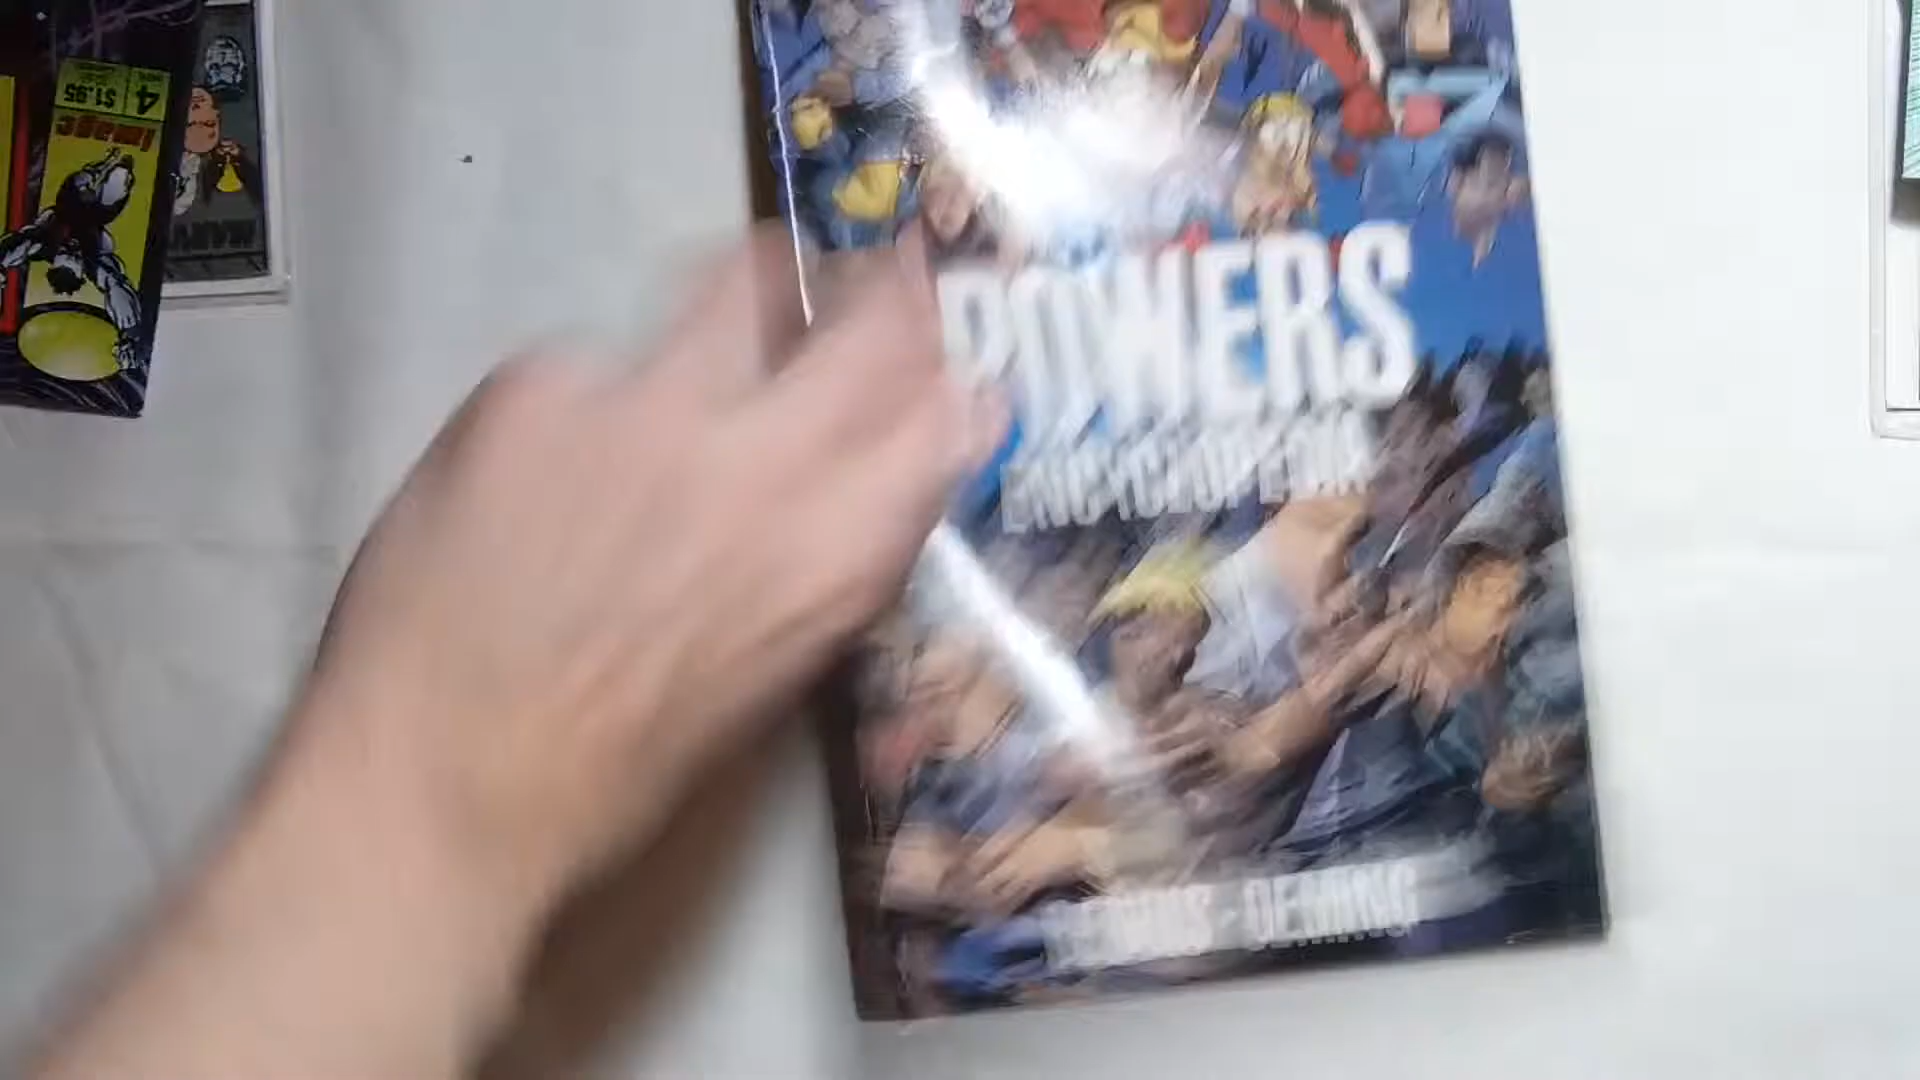 4
$1.95
image
POWERS
ENCYCLOPEDIA
BENDIS - OEMING